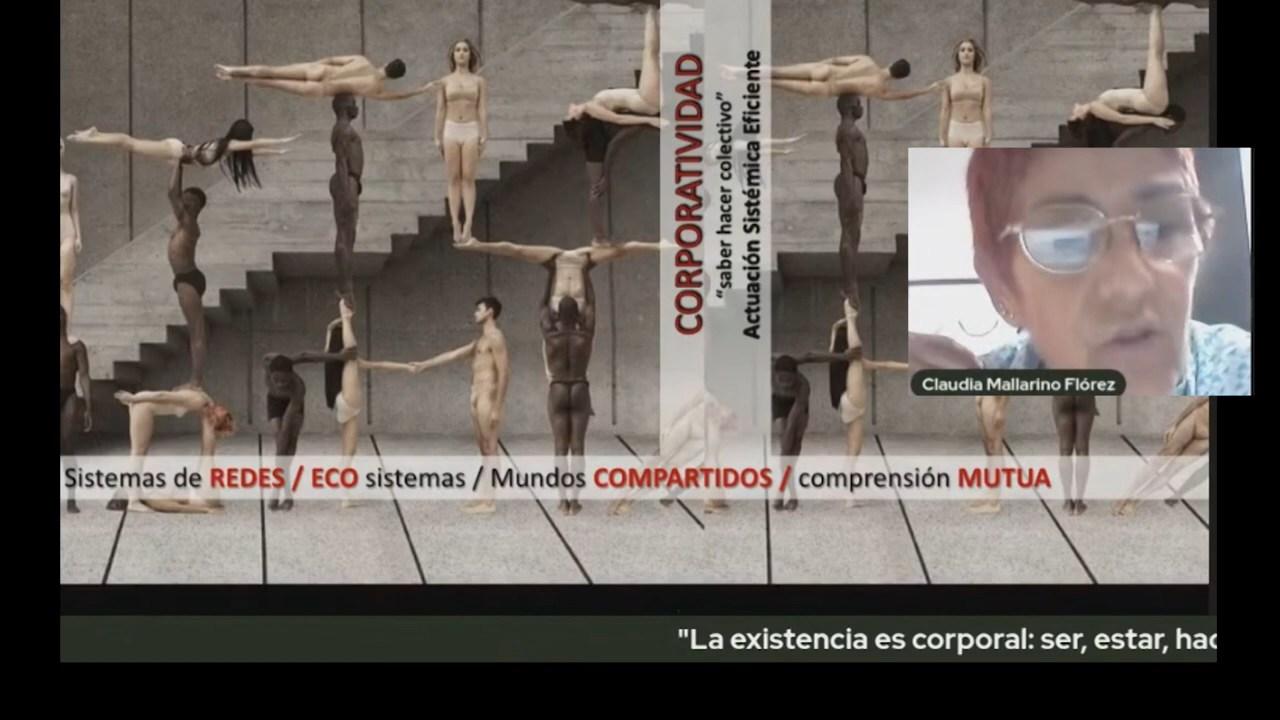 CORPORATIVIDAD
“saber hacer colectivo”
Actuación Sistémica Eficiente
Claudia Mallarino Flórez
Sistemas de REDES / ECO sistemas / Mundos COMPARTIDOS / comprensión MUTUA
"La existencia es corporal: ser, estar, hac